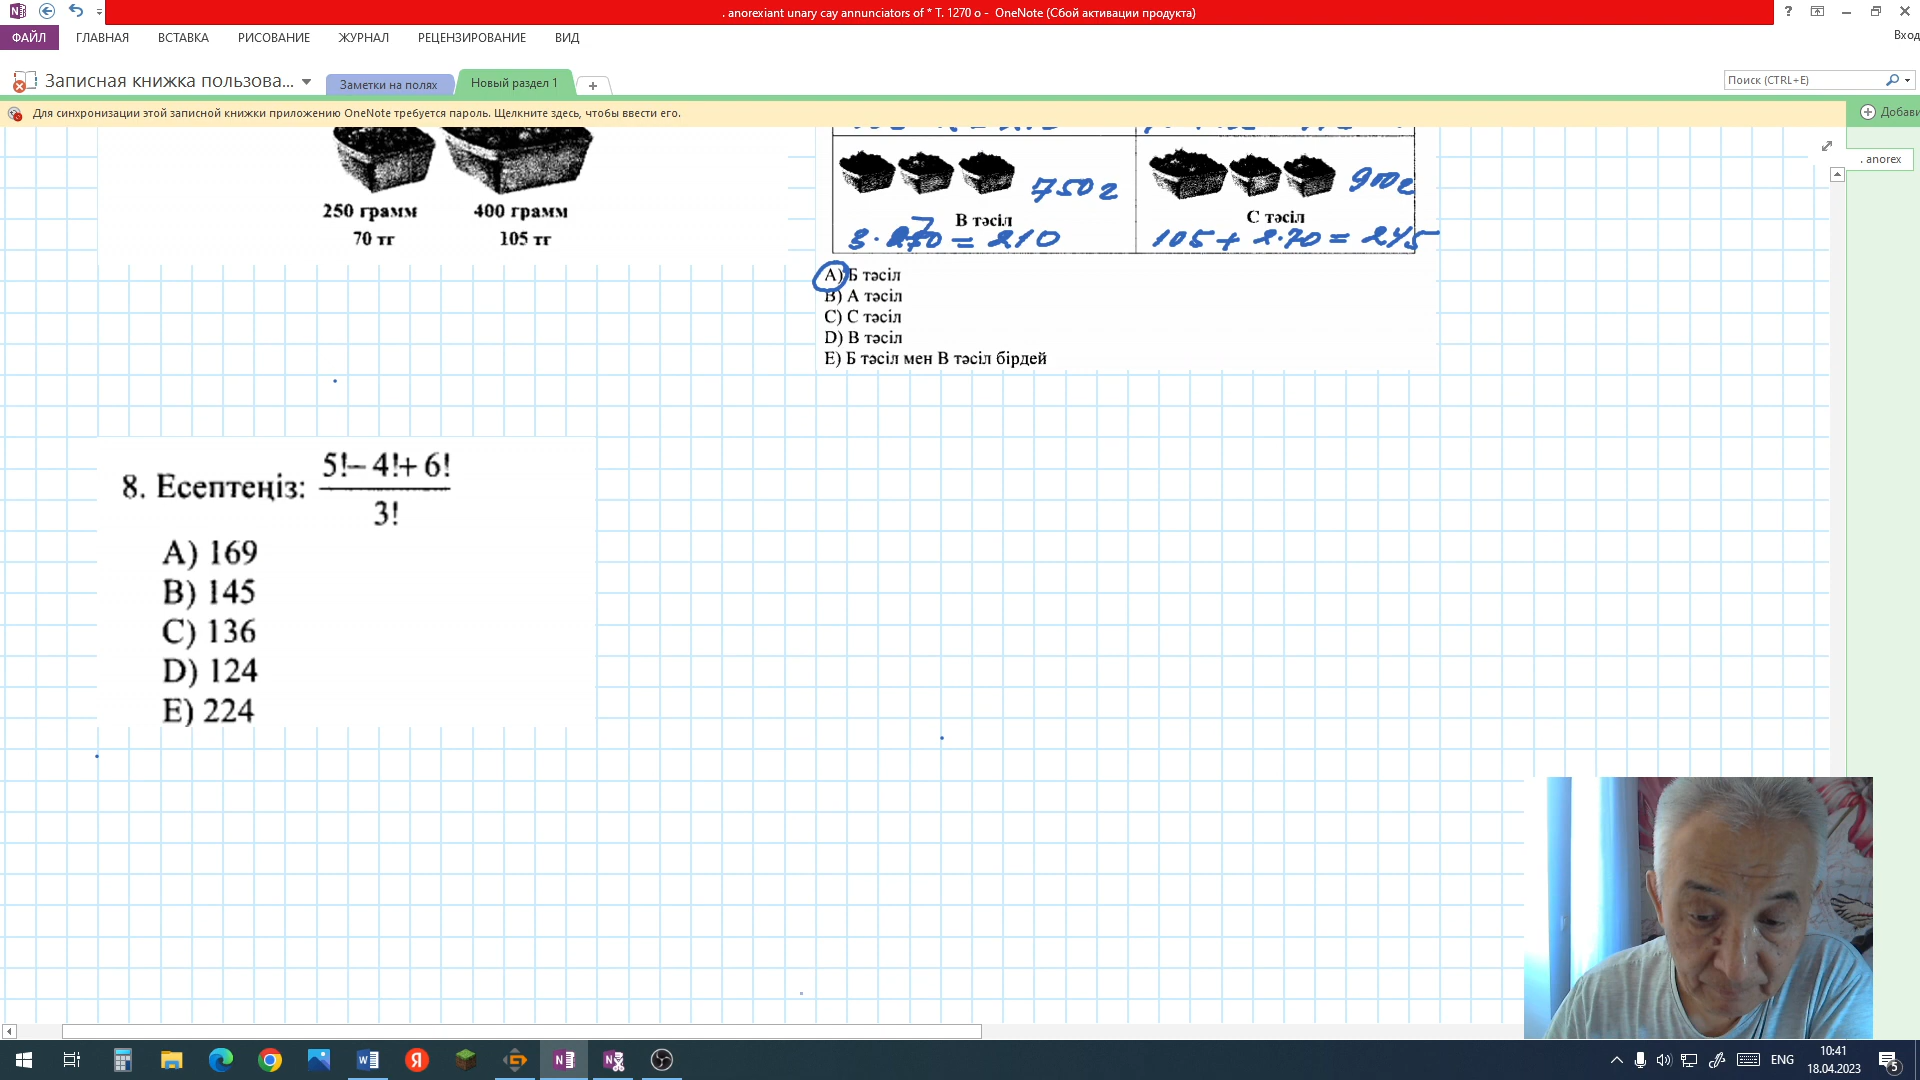 . anorexiant unary cay annunciators of * T. 1270 o - OneNote (Сбой активации продукта)
ФАЙЛ ГЛАВНАЯ ВСТАВКА РИСОВАНИЕ ЖУРНАЛ РЕЦЕНЗИРОВАНИЕ ВИД
Вход
Записная книжка пользова...
Заметки на полях
Новый раздел 1
Поиск (CTRL+E)
Для синхронизации этой записной книжки приложению OneNote требуется пароль. Щелкните здесь, чтобы ввести его.
Добави
. anorex
250 грамм 400 грамм
70 тг 105 тг
750 г
В тәсіл
= 210
900г
С тәсіл
105 + 2·70 = 245
A) Б тәсіл
B) А тәсіл
C) С тәсіл
D) В тәсіл
E) Б тәсіл мен В тәсіл бірдей
8. Есептеңіз: 5!– 4!+ 6!
3!
A) 169
B) 145
C) 136
D) 124
E) 224
ENG
10:41
18.04.2023
5